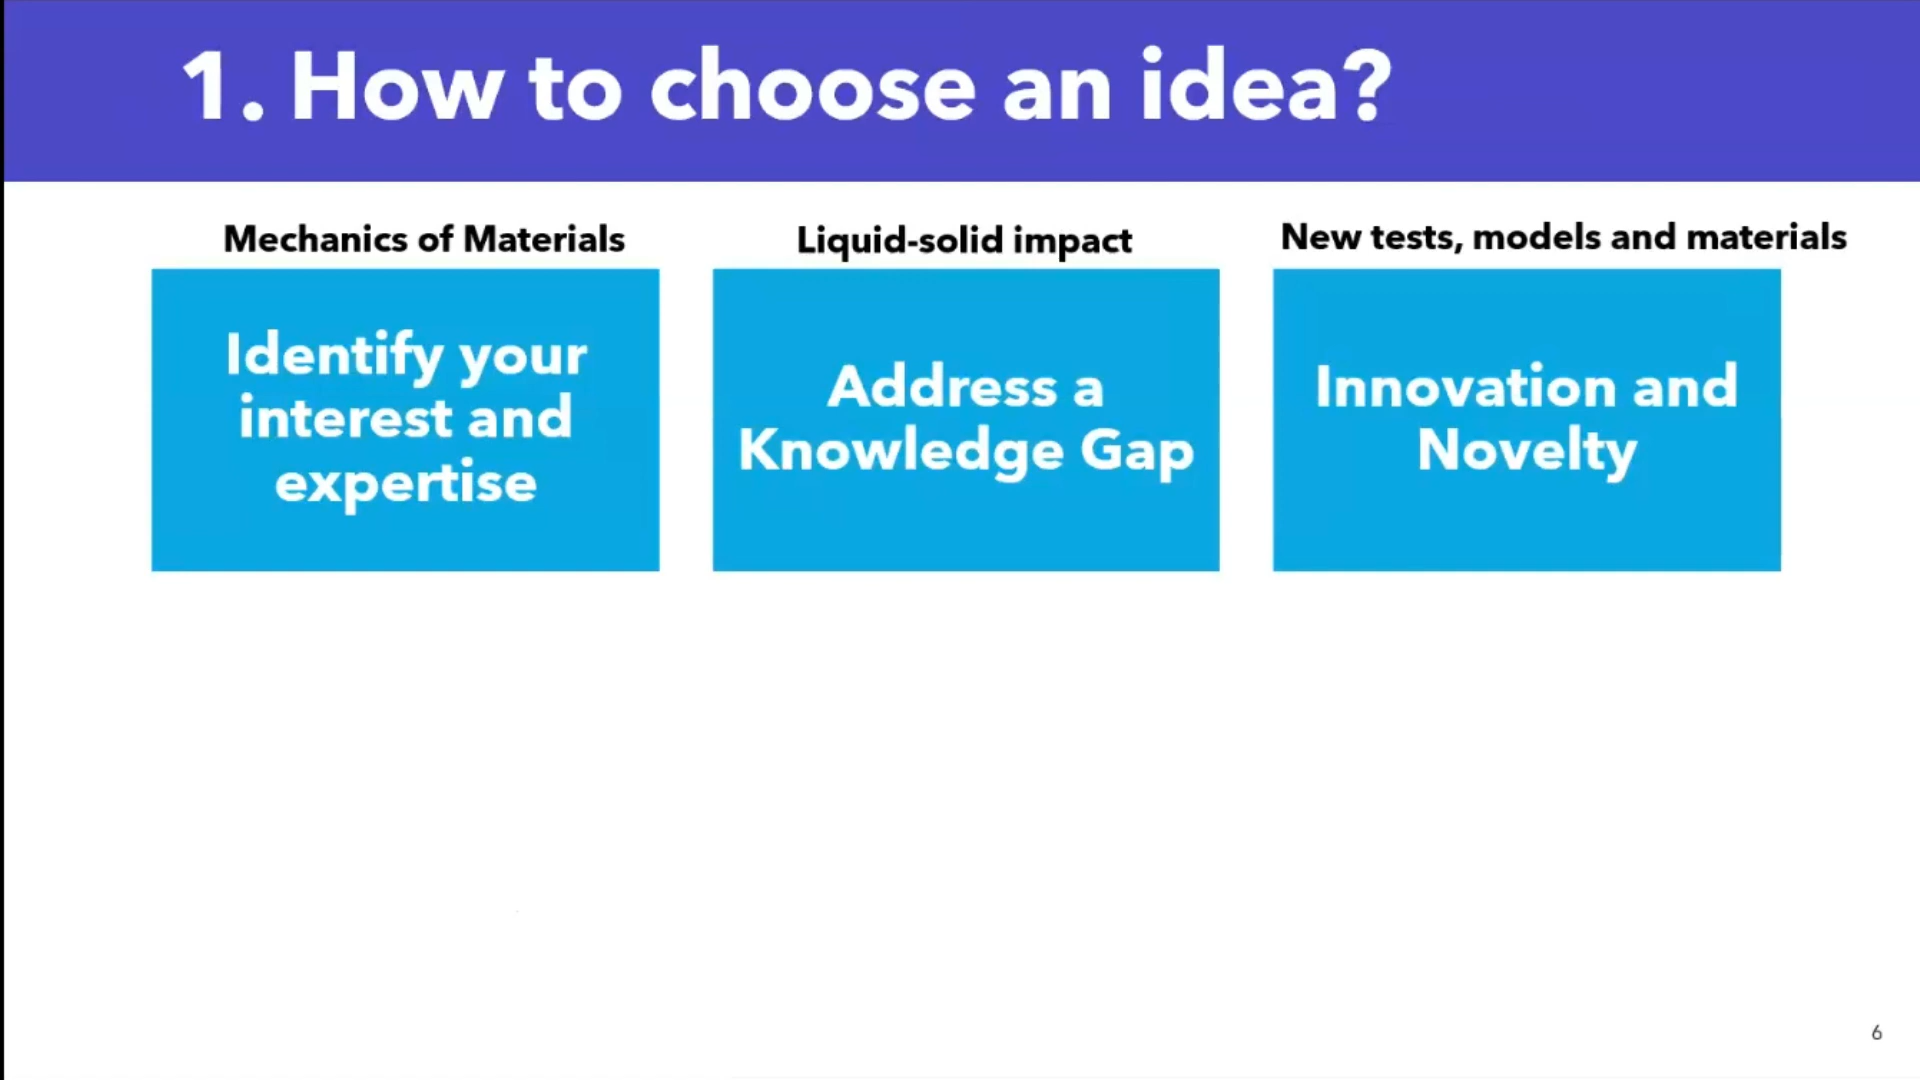 1. How to choose an idea?
Mechanics of Materials
Identify your
interest and
expertise
Liquid-solid impact
Address a
Knowledge Gap
New tests, models and materials
Innovation and
Novelty
6